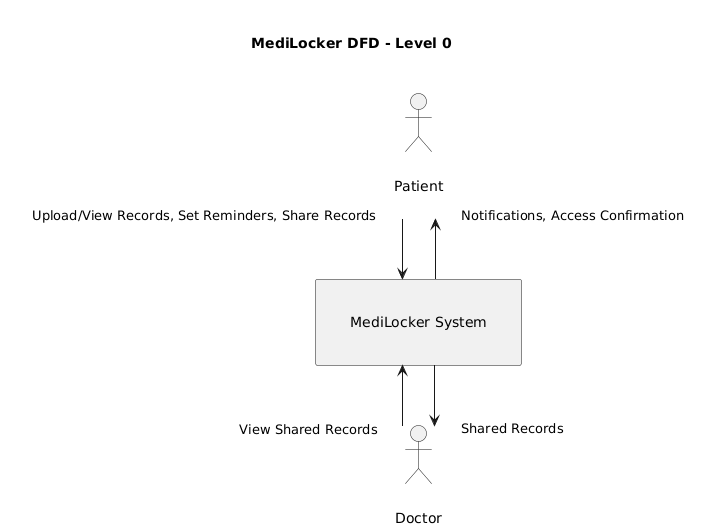 MediLocker DFD - Level 0
Patient
Upload/View Records, Set Reminders, Share Records
Notifications, Access Confirmation
MediLocker System
View Shared Records
Shared Records
Doctor